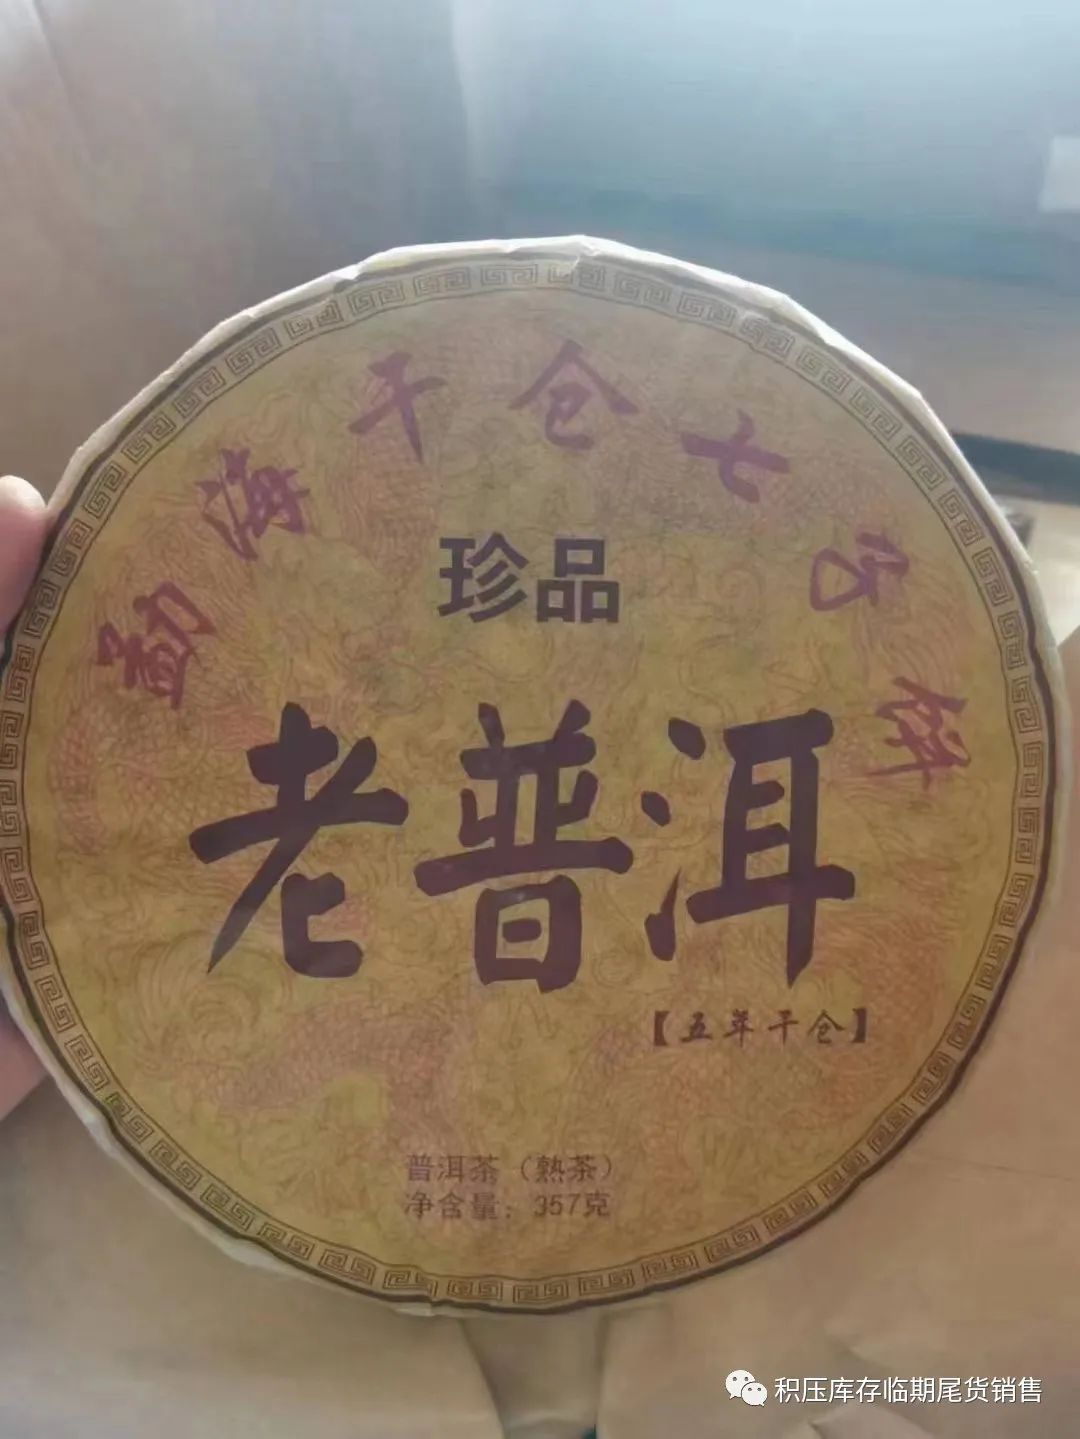 勐海干仓七子饼
珍品
老普洱
【五年干仓】
普洱茶（熟茶）
净含量：357克
积压库存临期尾货销售